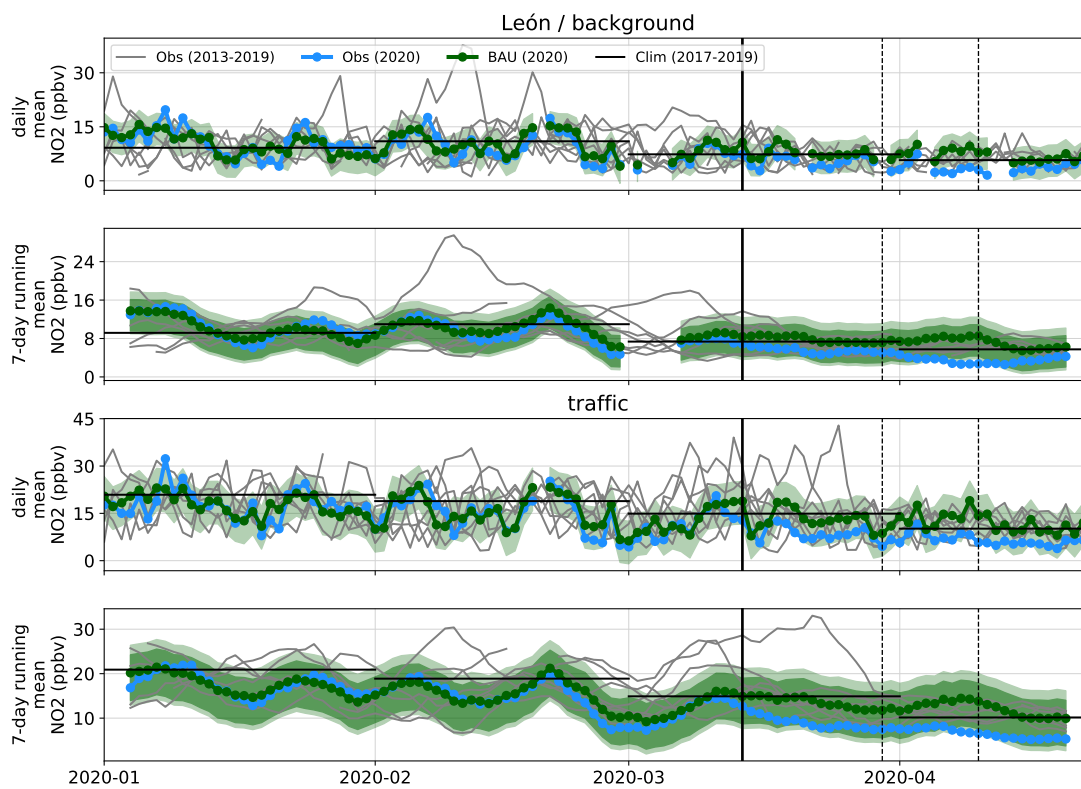 León / background
Obs (2013-2019) Obs (2020) BAU (2020) Clim (2017-2019)
daily
mean
NO2 (ppbv)
30
15
0
7-day running
mean
NO2 (ppbv)
24
16
8
0
traffic
daily
mean
NO2 (ppbv)
45
30
15
0
7-day running
mean
NO2 (ppbv)
30
20
10
2020-01 2020-02 2020-03 2020-04